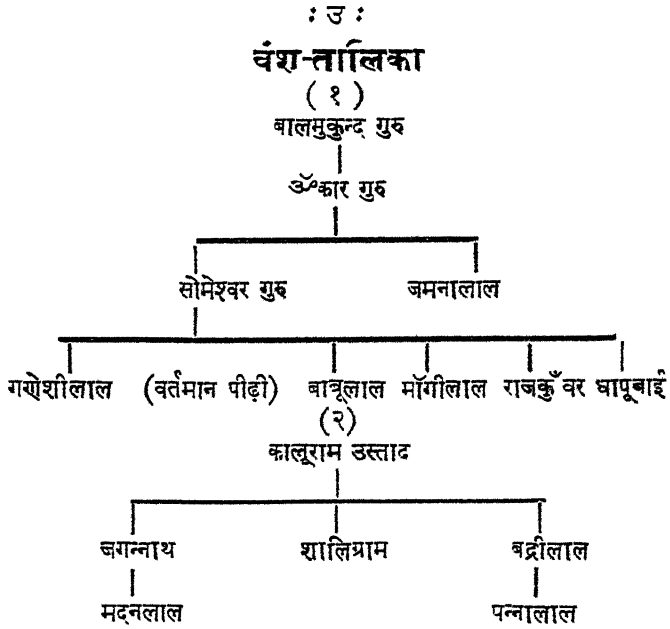 : उ :
वंश-तालिका
( १ )
बालमुकुन्द गुरु
ॐकार गुरु
सोमेश्वर गुरु जमनालाल
गणेशीलाल (वर्तमान पीढ़ी) बाबूलाल माँगीलाल राजकुँवर धापूबाई
(२)
कालूराम उस्ताद
जगन्नाथ शालिग्राम बद्रीलाल
मदनलाल पन्नालाल